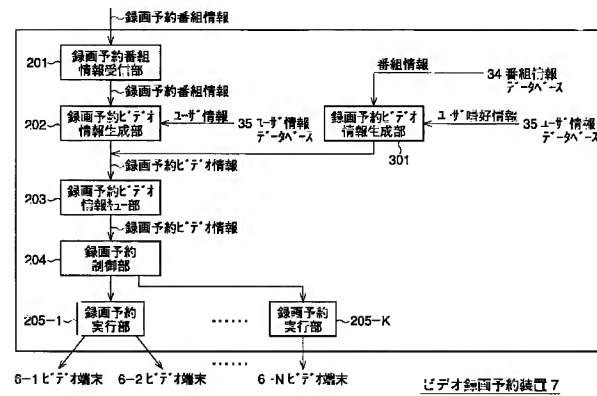 録画予約番組情報
201
録画予約番組
情報受信部
録画予約番組情報
番組情報
34 番組情報
データベース
202
録画予約ビデオ
情報生成部
ユーザ情報
35 ユーザ情報
データベース
録画予約ビデオ
情報生成部
301
ユーザ嗜好情報
35 ユーザ情報
データベース
録画予約ビデオ情報
203
録画予約ビデオ
情報キュー部
録画予約ビデオ情報
204
録画予約
制御部
205-1
録画予約
実行部
……
録画予約
実行部
205-K
……
6-1 ビデオ端末
6-2 ビデオ端末
6-N ビデオ端末
ビデオ録画予約装置 7